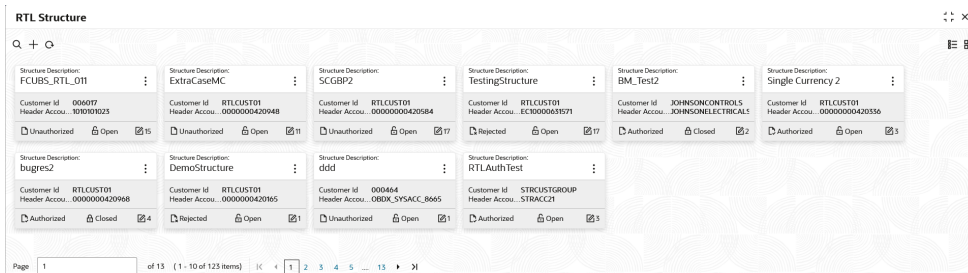 RTL Structure
Structure Description:
FCUBS_RTL_011
Customer Id 006017
Header Accou... 1010101023
Unauthorized Open 15
Structure Description:
ExtraCaseMC
Customer Id RTLCUST01
Header Accou... 0000000420948
Unauthorized Open 11
Structure Description:
SCGBP2
Customer Id RTLCUST01
Header Accou... 00000000420584
Unauthorized Open 17
Structure Description:
TestingStructure
Customer Id RTLCUST01
Header Accou... EC10000631571
Rejected Open 17
Structure Description:
BM_Test2
Customer Id JOHNSONCONTROLS
Header Accou... JOHNSONELECTRICALS
Authorized Closed 2
Structure Description:
Single Currency 2
Customer Id RTLCUST01
Header Accou... 00000000420336
Authorized Open 3
Structure Description:
bugres2
Customer Id RTLCUST01
Header Accou... 0000000420968
Authorized Closed 4
Structure Description:
DemoStructure
Customer Id RTLCUST01
Header Accou... 0000000420165
Rejected Open 1
Structure Description:
ddd
Customer Id 000464
Header Accou... OBDX_SYSACC_8665
Unauthorized Open 1
Structure Description:
RTLAuthTest
Customer Id STRCUSTGROUP
Header Accou... STRACC21
Authorized Open 3
Page 1 of 13 (1 - 10 of 123 items) 1 2 3 4 5 .... 13